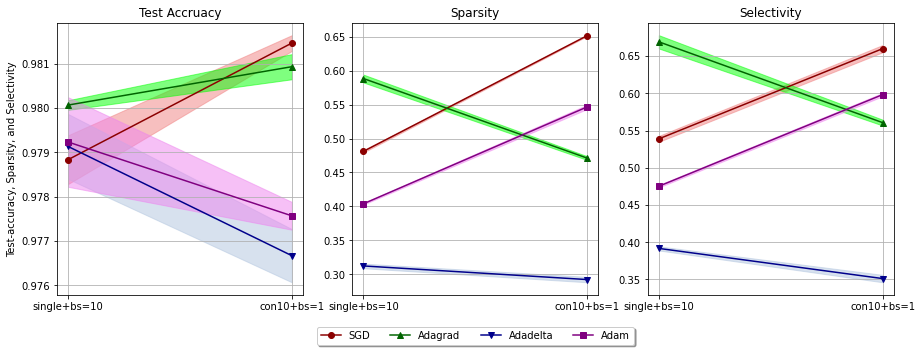 Test Accruacy
Sparsity
Selectivity
Test-accuracy, Sparsity, and Selectivity
0.981
0.980
0.979
0.978
0.977
0.976
single+bs=10
con10+bs=1
0.65
0.60
0.55
0.50
0.45
0.40
0.35
0.30
single+bs=10
con10+bs=1
0.65
0.60
0.55
0.50
0.45
0.40
0.35
single+bs=10
con10+bs=1
SGD
Adagrad
Adadelta
Adam